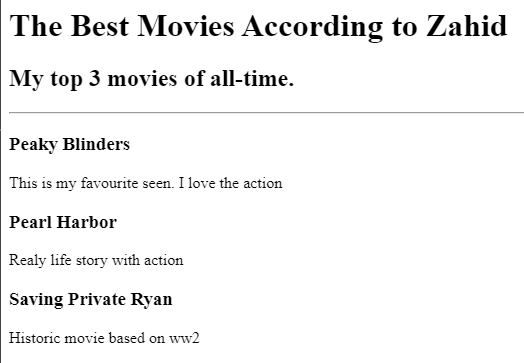 The Best Movies According to Zahid
My top 3 movies of all-time.
Peaky Blinders
This is my favourite seen. I love the action
Pearl Harbor
Realy life story with action
Saving Private Ryan
Historic movie based on ww2